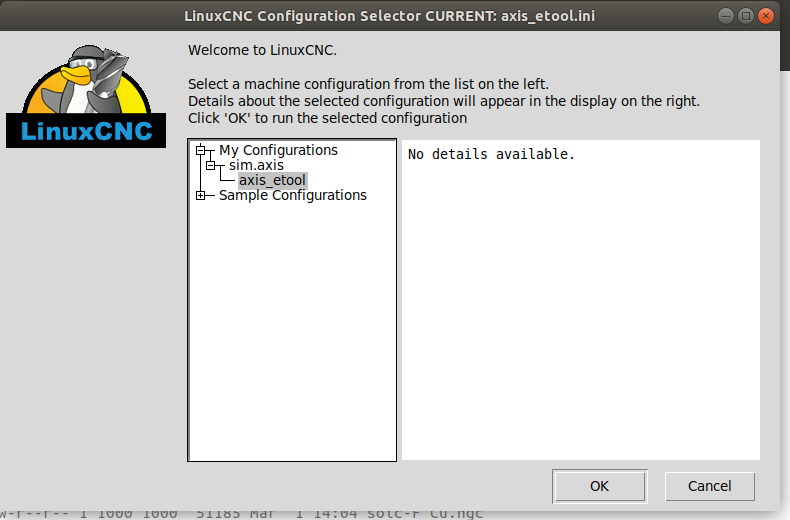 LinuxCNC Configuration Selector CURRENT: axis_etool.ini
LinuxCNC
Welcome to LinuxCNC.
Select a machine configuration from the list on the left.
Details about the selected configuration will appear in the display on the right.
Click 'OK' to run the selected configuration
My Configurations
sim.axis
axis_etool
Sample Configurations
No details available.
OK
Cancel
w-r--r-- 1 1000 1000 51185 Mar 1 14:04